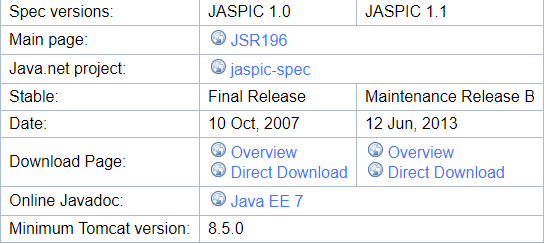 Spec versions: JASPIC 1.0 JASPIC 1.1
Main page: JSR196
Java.net project: jaspic-spec
Stable: Final Release Maintenance Release B
Date: 10 Oct, 2007 12 Jun, 2013
Download Page: Overview Overview
Direct Download Direct Download
Online Javadoc: Java EE 7
Minimum Tomcat version: 8.5.0